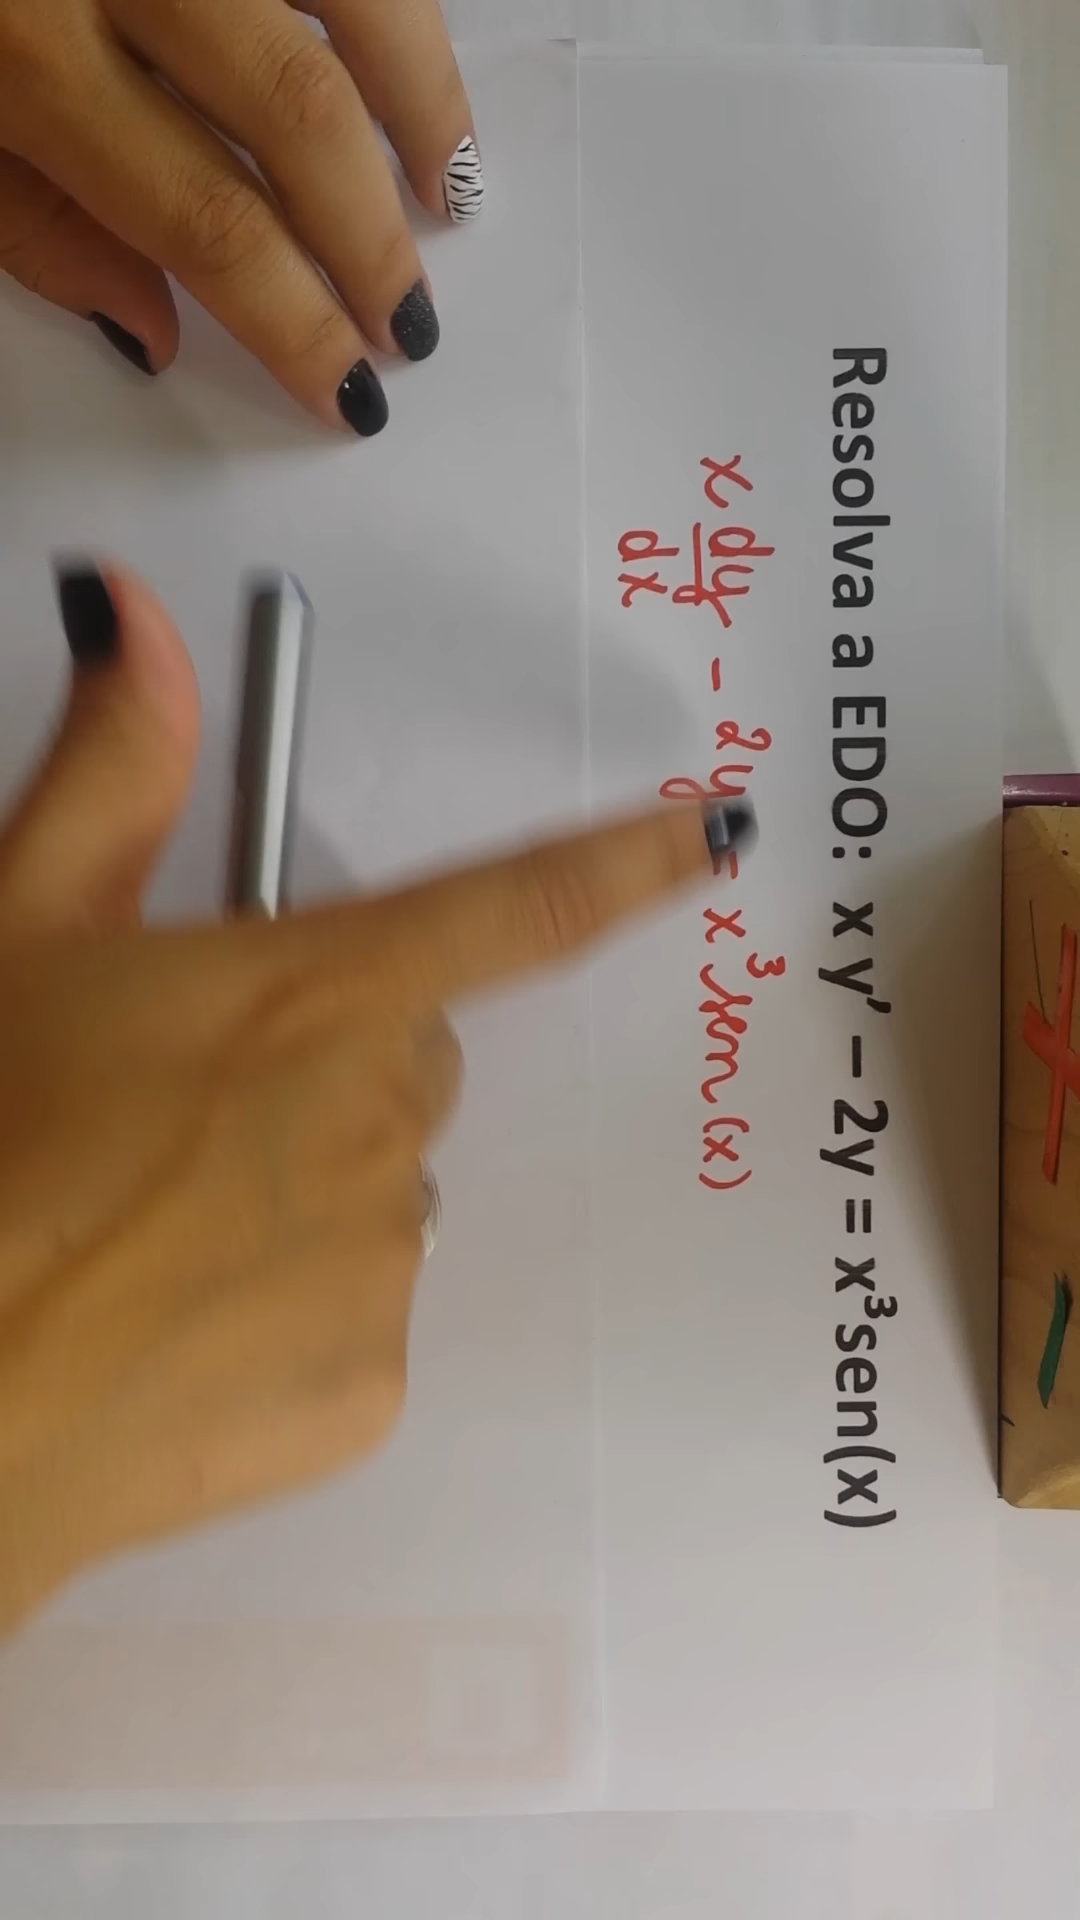 Resolva a EDO: x y' – 2y = x³sen(x)
x dy/dx - 2y = x³ sen(x)